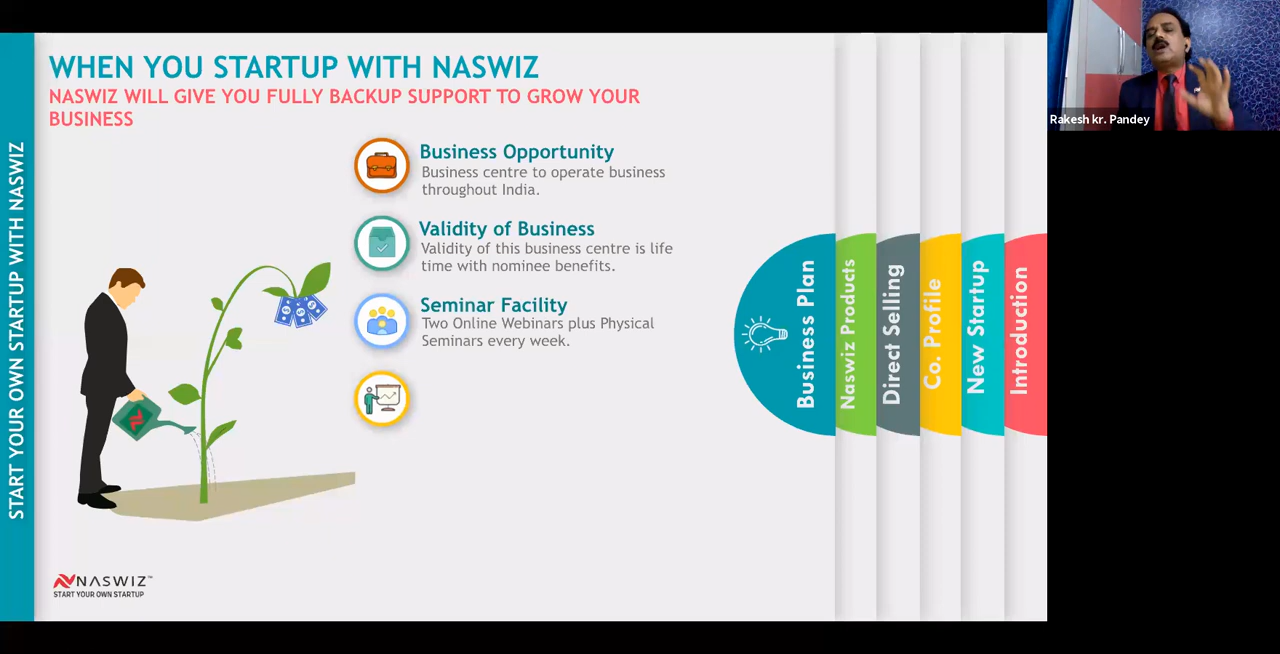 START YOUR OWN STARTUP WITH NASWIZ
WHEN YOU STARTUP WITH NASWIZ
NASWIZ WILL GIVE YOU FULLY BACKUP SUPPORT TO GROW YOUR
BUSINESS
Business Opportunity
Business centre to operate business
throughout India.
Validity of Business
Validity of this business centre is life
time with nominee benefits.
Seminar Facility
Two Online Webinars plus Physical
Seminars every week.
Business Plan
Naswiz Products
Direct Selling
Co. Profile
New Startup
Introduction
NASWIZ™
START YOUR OWN STARTUP
Rakesh kr. Pandey